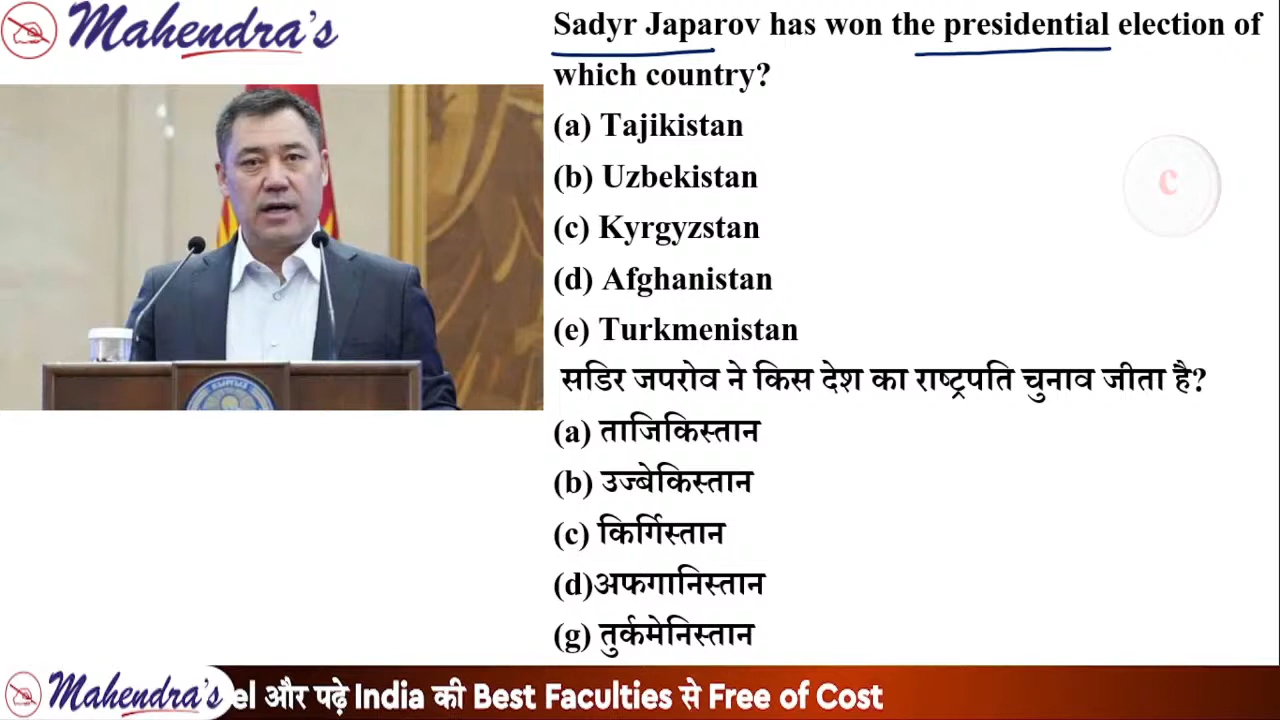 Mahendra's
Sadyr Japarov has won the presidential election of
which country?
(a) Tajikistan
(b) Uzbekistan
(c) Kyrgyzstan
(d) Afghanistan
(e) Turkmenistan
c
सडिर जपरोव ने किस देश का राष्ट्रपति चुनाव जीता है?
(a) ताजिकिस्तान
(b) उज्बेकिस्तान
(c) किर्गिस्तान
(d)अफगानिस्तान
(g) तुर्कमेनिस्तान
Mahendra's el और पढ़े India की Best Faculties से Free of Cost